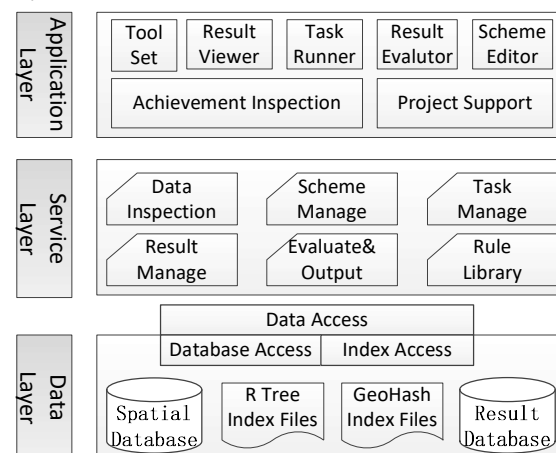 Application
Layer
Tool
Set
Result
Viewer
Task
Runner
Result
Evalutor
Scheme
Editor
Achievement Inspection
Project Support
Service
Layer
Data
Inspection
Scheme
Manage
Task
Manage
Result
Manage
Evaluate&
Output
Rule
Library
Data Access
Database Access
Index Access
Data
Layer
Spatial
Database
R Tree
Index Files
GeoHash
Index Files
Result
Database